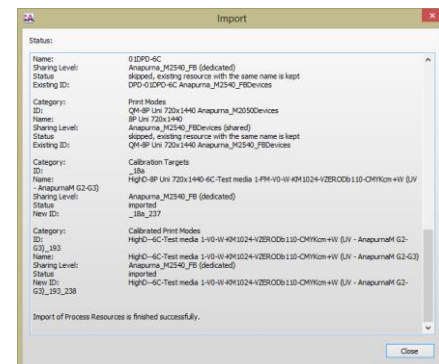 Import
Status:
Name: 01DPD-6C
Sharing Level: Anapurna_M2540_FB (dedicated)
Status skipped, existing resource with the same name is kept
Existing ID: DPD-01DPD-6C Anapurna_M2540_FBDevices
Category: Print Modes
ID: QM-8P Uni 720x1440 Anapurna_M2050Devices
Name: 8P Uni 720x1440
Sharing Level: Anapurna_M2540_FBDevices (shared)
Status skipped, existing resource with the same name is kept
Existing ID: QM-8P Uni 720x1440 Anapurna_M2540_FBDevices
Category: Calibration Targets
ID: _18a
Name: HighD-8P Uni 720x1440-6C-Test media 1-FM-V0-W-KM1024-VZERODb110-CMYKcm+W (UV
- AnapurnaM G2-G3)
Sharing Level: Anapurna_M2540_FB (dedicated)
Status imported
New ID: _18a_237
Category: Calibrated Print Modes
ID: HighD--6C-Test media 1-V0-W-KM1024-VZERODb110-CMYKcm+W (UV - AnapurnaM G2-
G3)_193
Name: HighD--6C-Test media 1-V0-W-KM1024-VZERODb110-CMYKcm+W (UV - AnapurnaM G2-G3)
Sharing Level: Anapurna_M2540_FB (dedicated)
Status imported
New ID: HighD--6C-Test media 1-V0-W-KM1024-VZERODb110-CMYKcm+W (UV - AnapurnaM G2-
G3)_193_238
Import of Process Resources is finished successfully.
Close